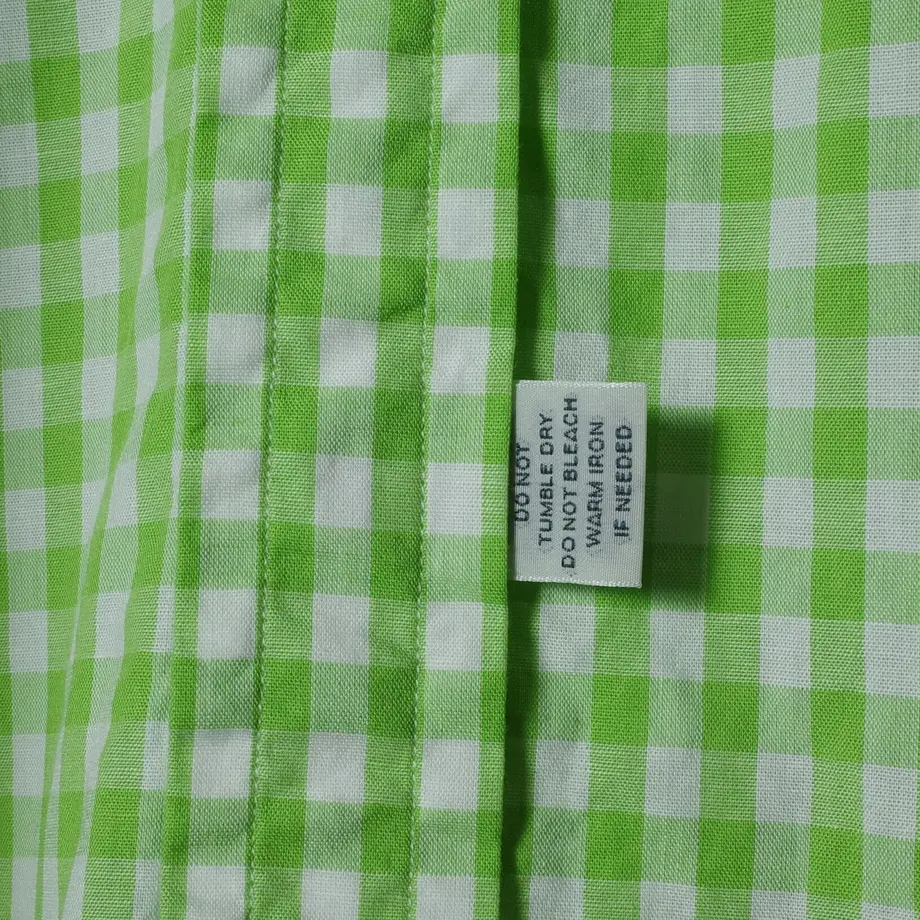 DO NOT
TUMBLE DRY
DO NOT BLEACH
WARM IRON
IF NEEDED